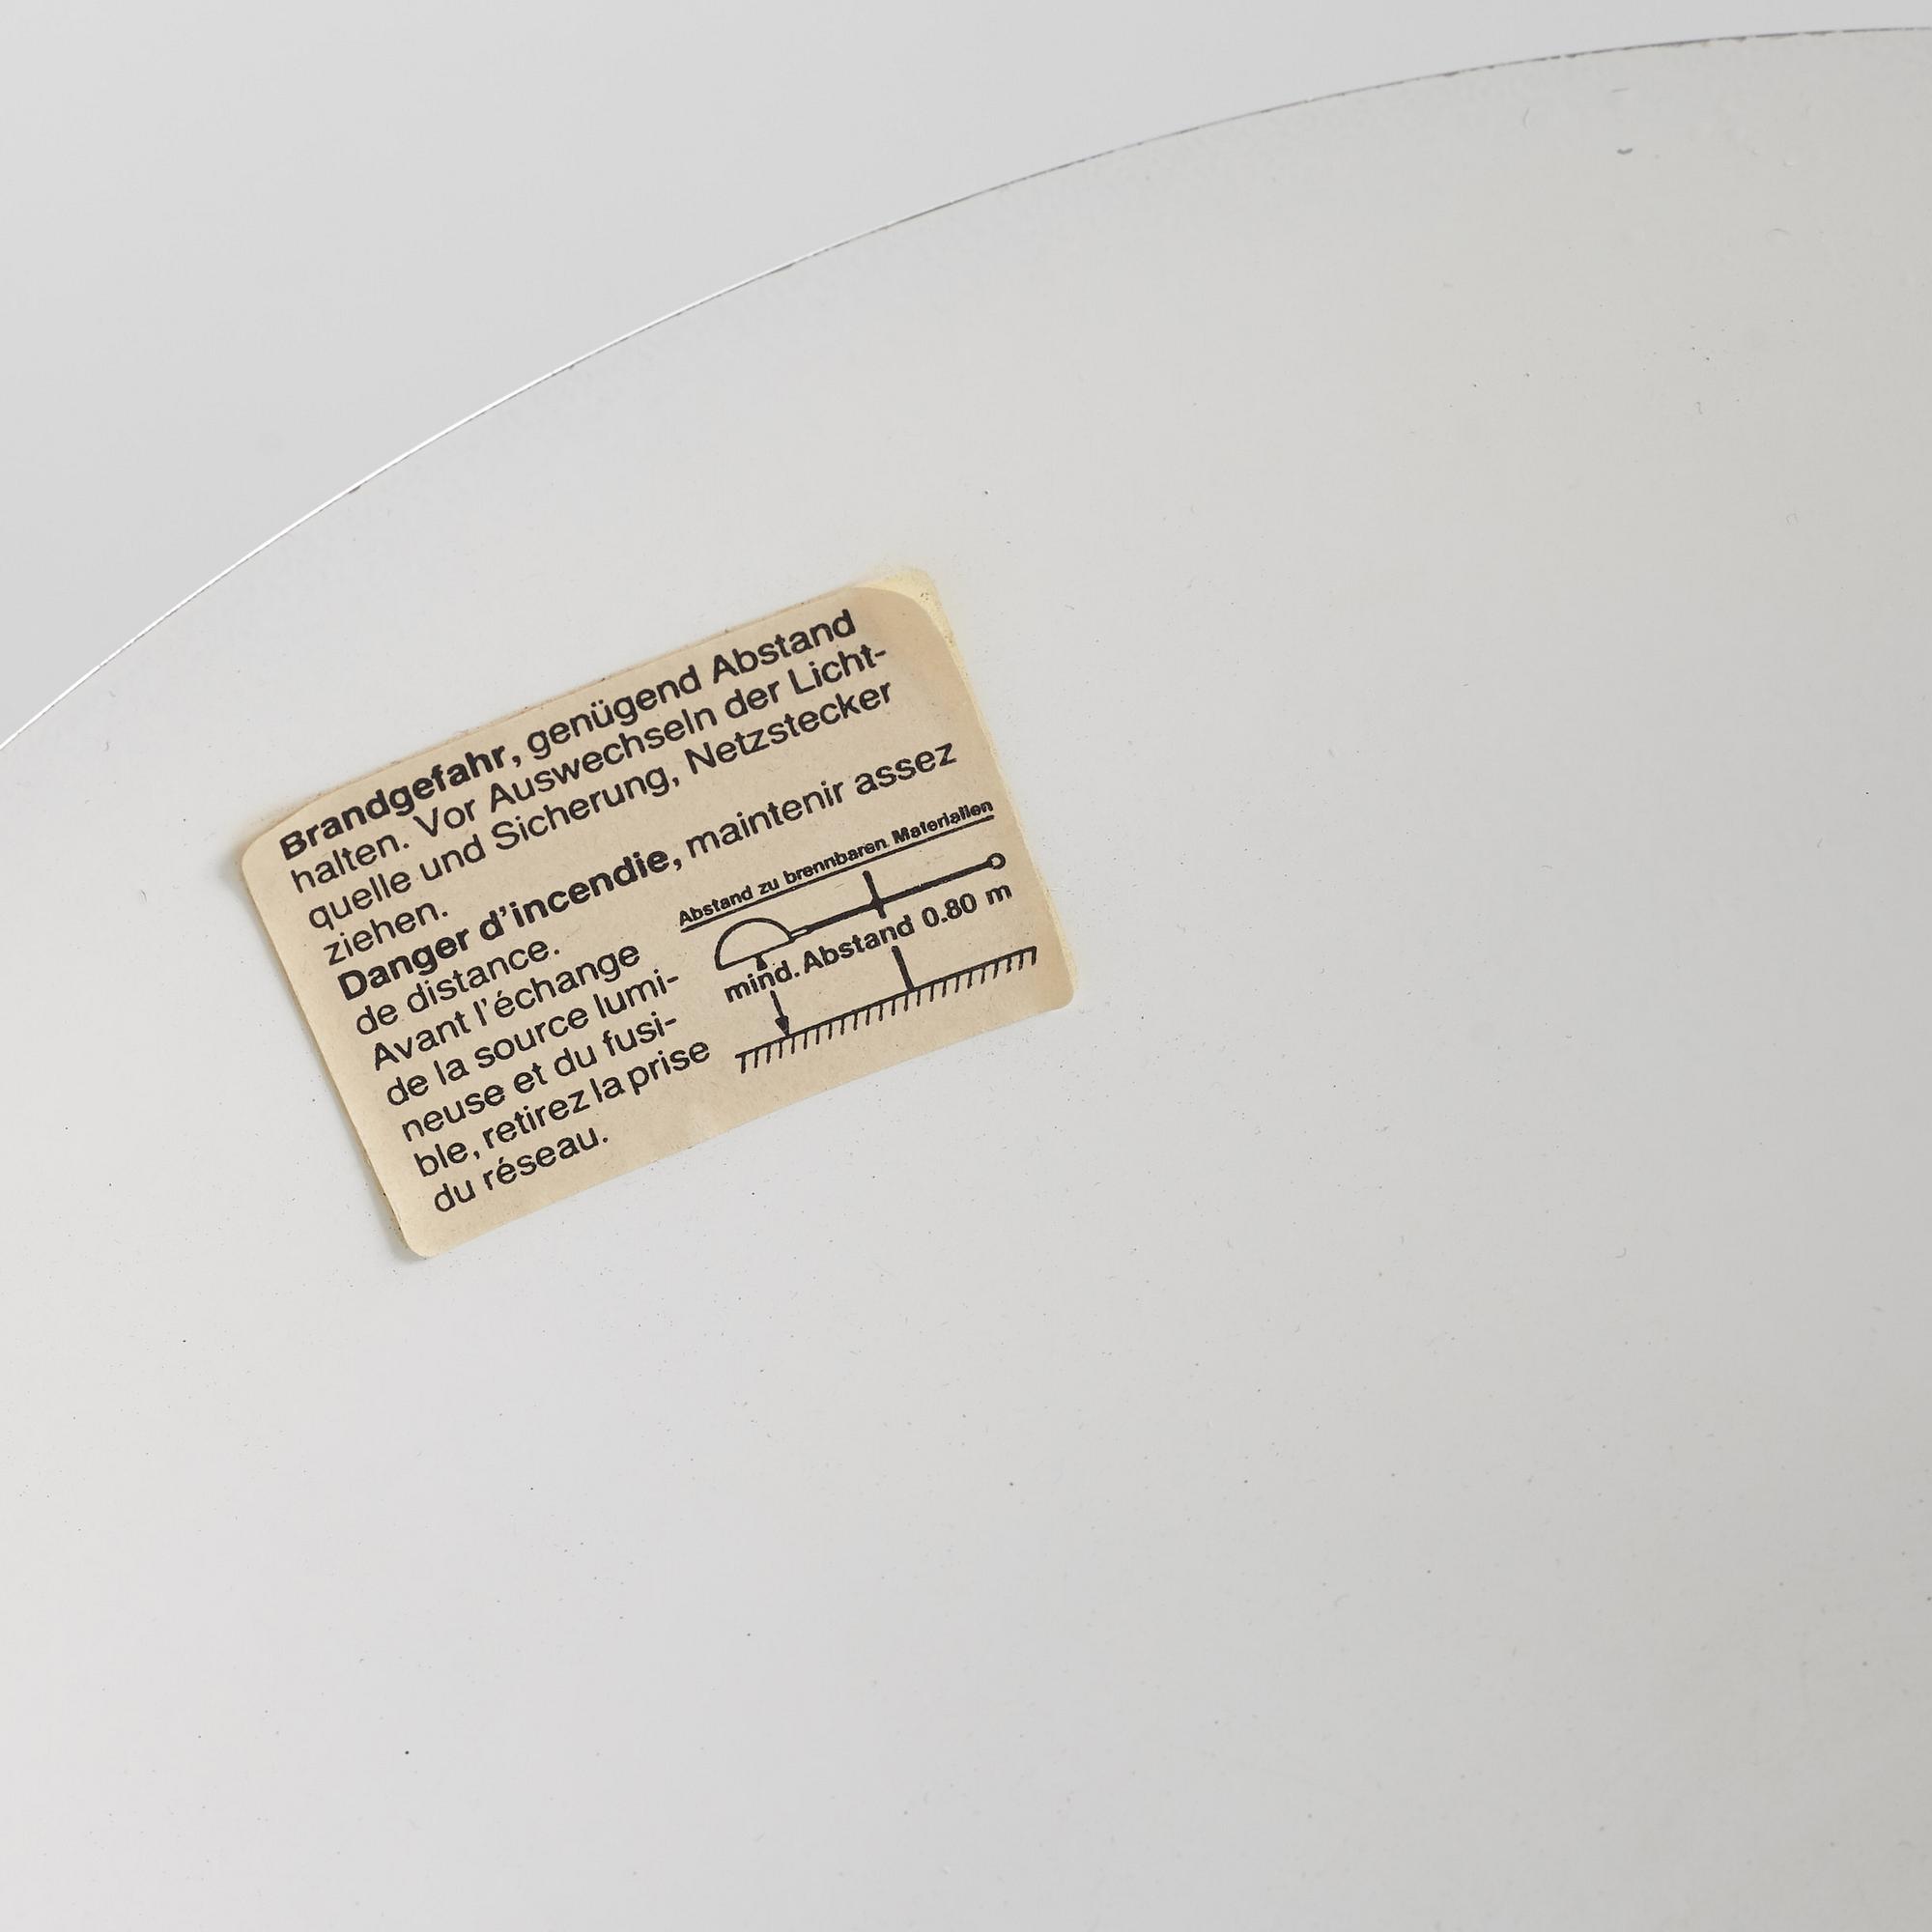 Brandgefahr, genügend Abstand
halten. Vor Auswechseln der Licht-
quelle und Sicherung, Netzstecker
ziehen.
Danger d'incendie, maintenir assez
de distance.
Avant l'échange
de la source lumi-
neuse et du fusi-
ble, retirez la prise
du réseau.
Abstand zu brennbaren Materialien
mind. Abstand 0.80 m